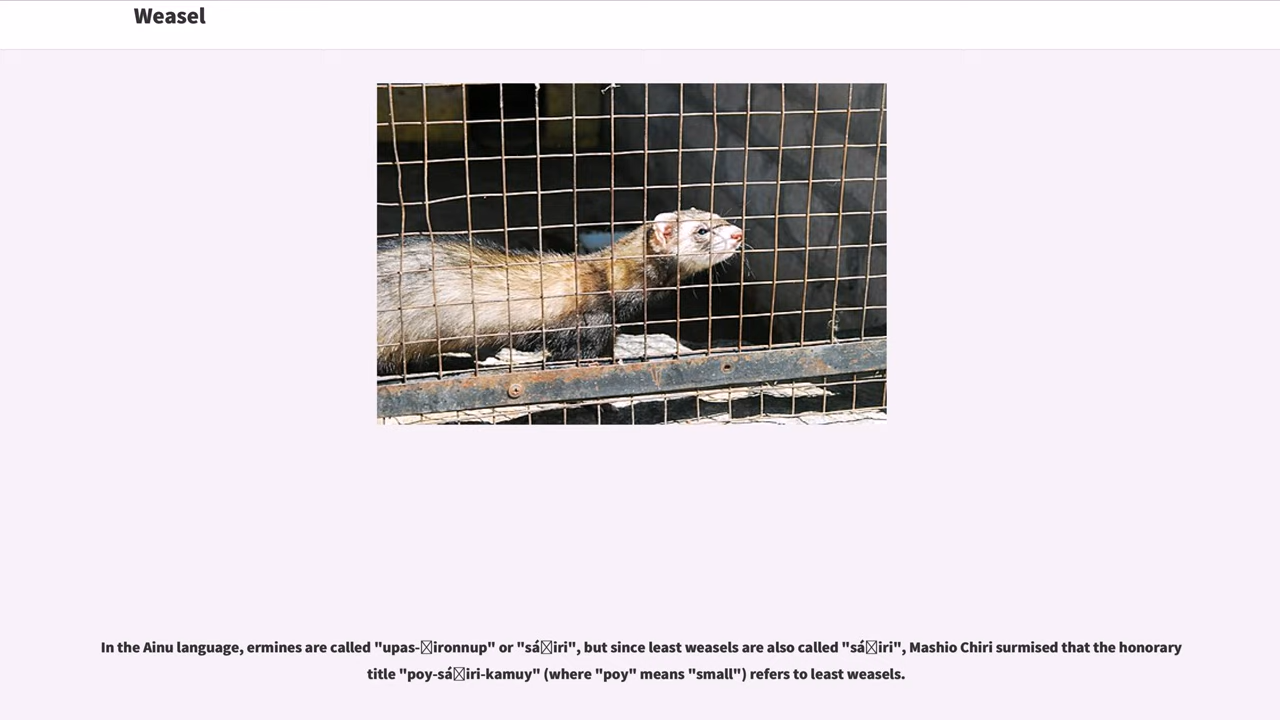 Weasel
In the Ainu language, ermines are called "upas-□ironnup" or "sá□iri", but since least weasels are also called "sá□iri", Mashio Chiri surmised that the honorary
title "poy-sá□iri-kamuy" (where "poy" means "small") refers to least weasels.